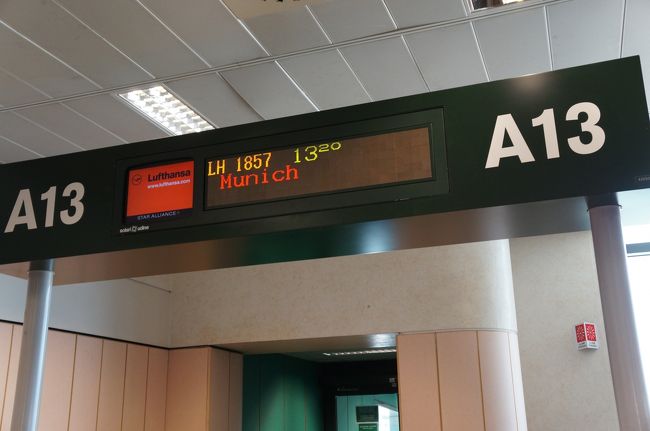 A13
Lufthansa
www.lufthansa.com
STAR ALLIANCE
LH 1857 13²⁰
Munich
A13